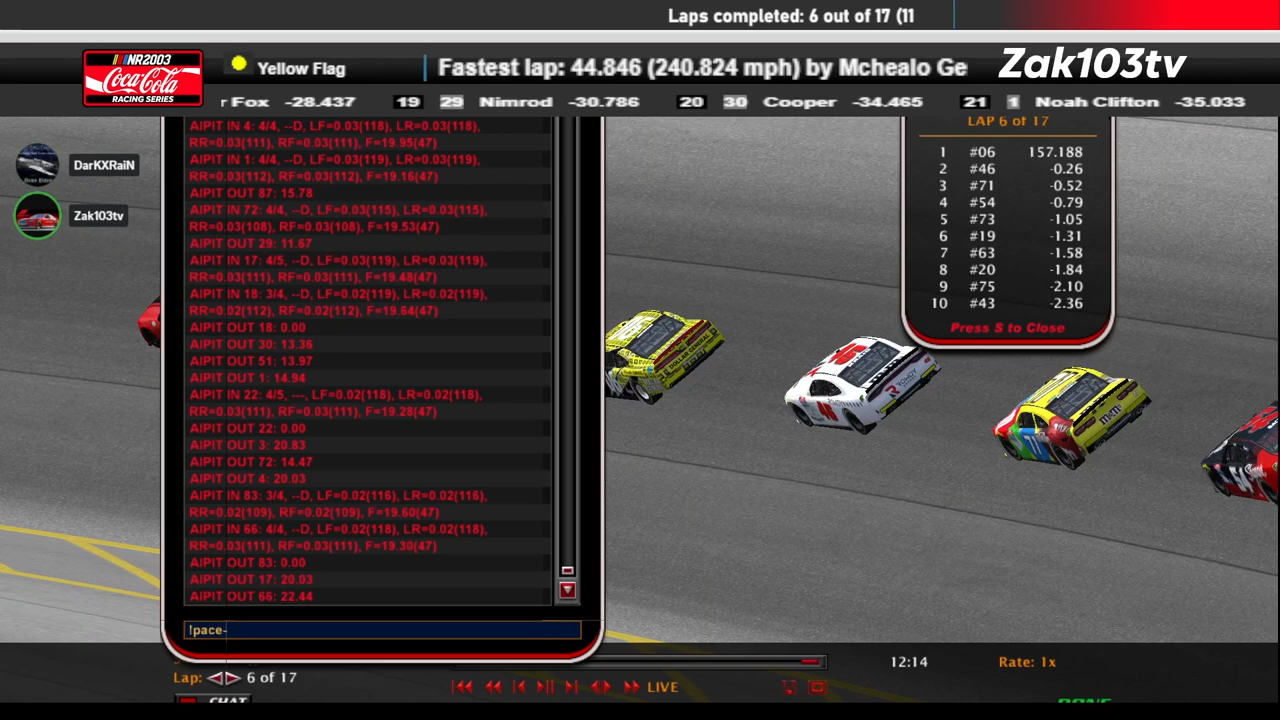 Laps completed: 6 out of 17 (11
NR2003
Coca-Cola
RACING SERIES
Yellow Flag
Fastest lap: 44.846 (240.824 mph) by Mchealo Ge
Zak103tv
r Fox -28.437 19 29 Nimrod -30.786 20 30 Cooper -34.465 21 1 Noah Clifton -35.033
DarKXRaiN
Zak103tv
AIPIT IN 4: 4/4, --D, LF=0.03(118), LR=0.03(118),
RR=0.03(111), RF=0.03(111), F=19.95(47)
AIPIT IN 1: 4/4, --D, LF=0.03(119), LR=0.03(119),
RR=0.03(112), RF=0.03(112), F=19.16(47)
AIPIT OUT 87: 15.78
AIPIT IN 72: 4/4, --D, LF=0.03(115), LR=0.03(115),
RR=0.03(108), RF=0.03(108), F=19.53(47)
AIPIT OUT 29: 11.67
AIPIT IN 17: 4/5, --D, LF=0.03(119), LR=0.03(119),
RR=0.03(111), RF=0.03(111), F=19.48(47)
AIPIT IN 18: 3/4, --D, LF=0.02(119), LR=0.02(119),
RR=0.02(112), RF=0.02(112), F=19.64(47)
AIPIT OUT 18: 0.00
AIPIT OUT 30: 13.36
AIPIT OUT 51: 13.97
AIPIT OUT 1: 14.94
AIPIT IN 22: 4/5, ---, LF=0.02(118), LR=0.02(118),
RR=0.03(111), RF=0.03(111), F=19.28(47)
AIPIT OUT 22: 0.00
AIPIT OUT 3: 20.83
AIPIT OUT 72: 14.47
AIPIT OUT 4: 20.03
AIPIT IN 83: 3/4, --D, LF=0.02(116), LR=0.02(116),
RR=0.02(109), RF=0.02(109), F=19.60(47)
AIPIT IN 66: 4/4, --D, LF=0.02(118), LR=0.02(118),
RR=0.03(111), RF=0.03(111), F=19.30(47)
AIPIT OUT 83: 0.00
AIPIT OUT 17: 20.03
AIPIT OUT 66: 22.44
!pace-
LAP 6 of 17
1 #06 157.188
2 #46 -0.26
3 #71 -0.52
4 #54 -0.79
5 #73 -1.05
6 #19 -1.31
7 #63 -1.58
8 #20 -1.84
9 #75 -2.10
10 #43 -2.36
Press S to Close
DOLLAR GENERAL
46
m&m's
54
Lap: 6 of 17
LIVE
12:14
Rate: 1x
CHAT